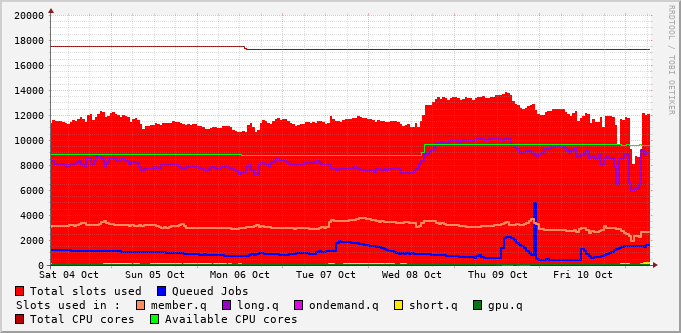 20000
18000
16000
14000
12000
10000
8000
6000
4000
2000
0
Sat 04 Oct Sun 05 Oct Mon 06 Oct Tue 07 Oct Wed 08 Oct Thu 09 Oct Fri 10 Oct
RRDTOOL / TOBI OETIKER
Total slots used Queued Jobs
Slots used in : member.q long.q ondemand.q short.q gpu.q
Total CPU cores Available CPU cores